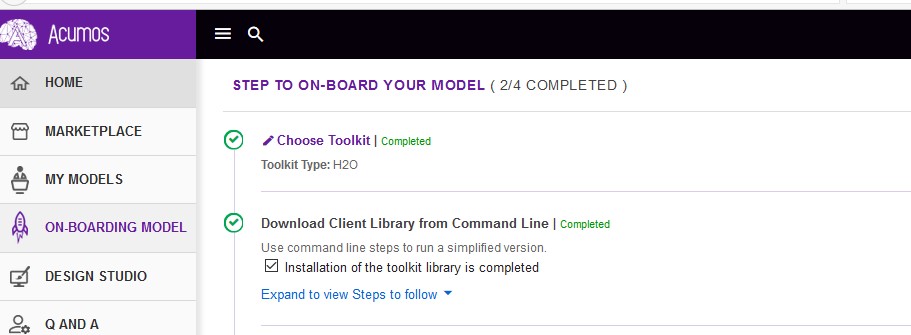 Acumos
HOME
MARKETPLACE
MY MODELS
ON-BOARDING MODEL
DESIGN STUDIO
Q AND A
STEP TO ON-BOARD YOUR MODEL ( 2/4 COMPLETED )
Choose Toolkit | Completed
Toolkit Type: H2O
Download Client Library from Command Line | Completed
Use command line steps to run a simplified version.
Installation of the toolkit library is completed
Expand to view Steps to follow